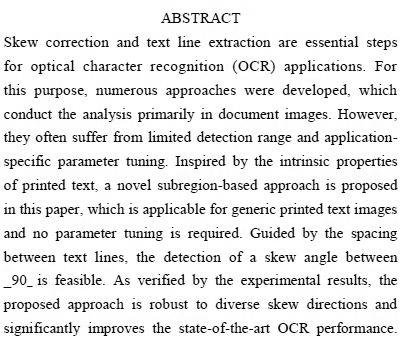 ABSTRACT
Skew correction and text line extraction are essential steps
for optical character recognition (OCR) applications. For
this purpose, numerous approaches were developed, which
conduct the analysis primarily in document images. However,
they often suffer from limited detection range and application-
specific parameter tuning. Inspired by the intrinsic properties
of printed text, a novel subregion-based approach is proposed
in this paper, which is applicable for generic printed text images
and no parameter tuning is required. Guided by the spacing
between text lines, the detection of a skew angle between
_90_ is feasible. As verified by the experimental results, the
proposed approach is robust to diverse skew directions and
significantly improves the state-of-the-art OCR performance.